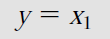 y = x₁